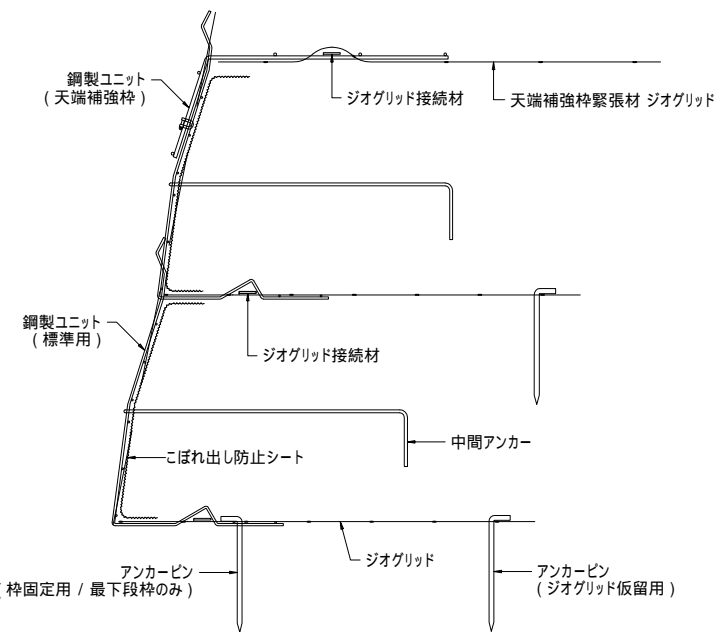 鋼製ユニット
( 天端補強枠 )
ジオグリッド接続材
天端補強枠緊張材 ジオグリッド
鋼製ユニット
( 標準用 )
ジオグリッド接続材
中間アンカー
こぼれ出し防止シート
ジオグリッド
アンカーピン
( 枠固定用 / 最下段枠のみ )
アンカーピン
( ジオグリッド仮留用 )